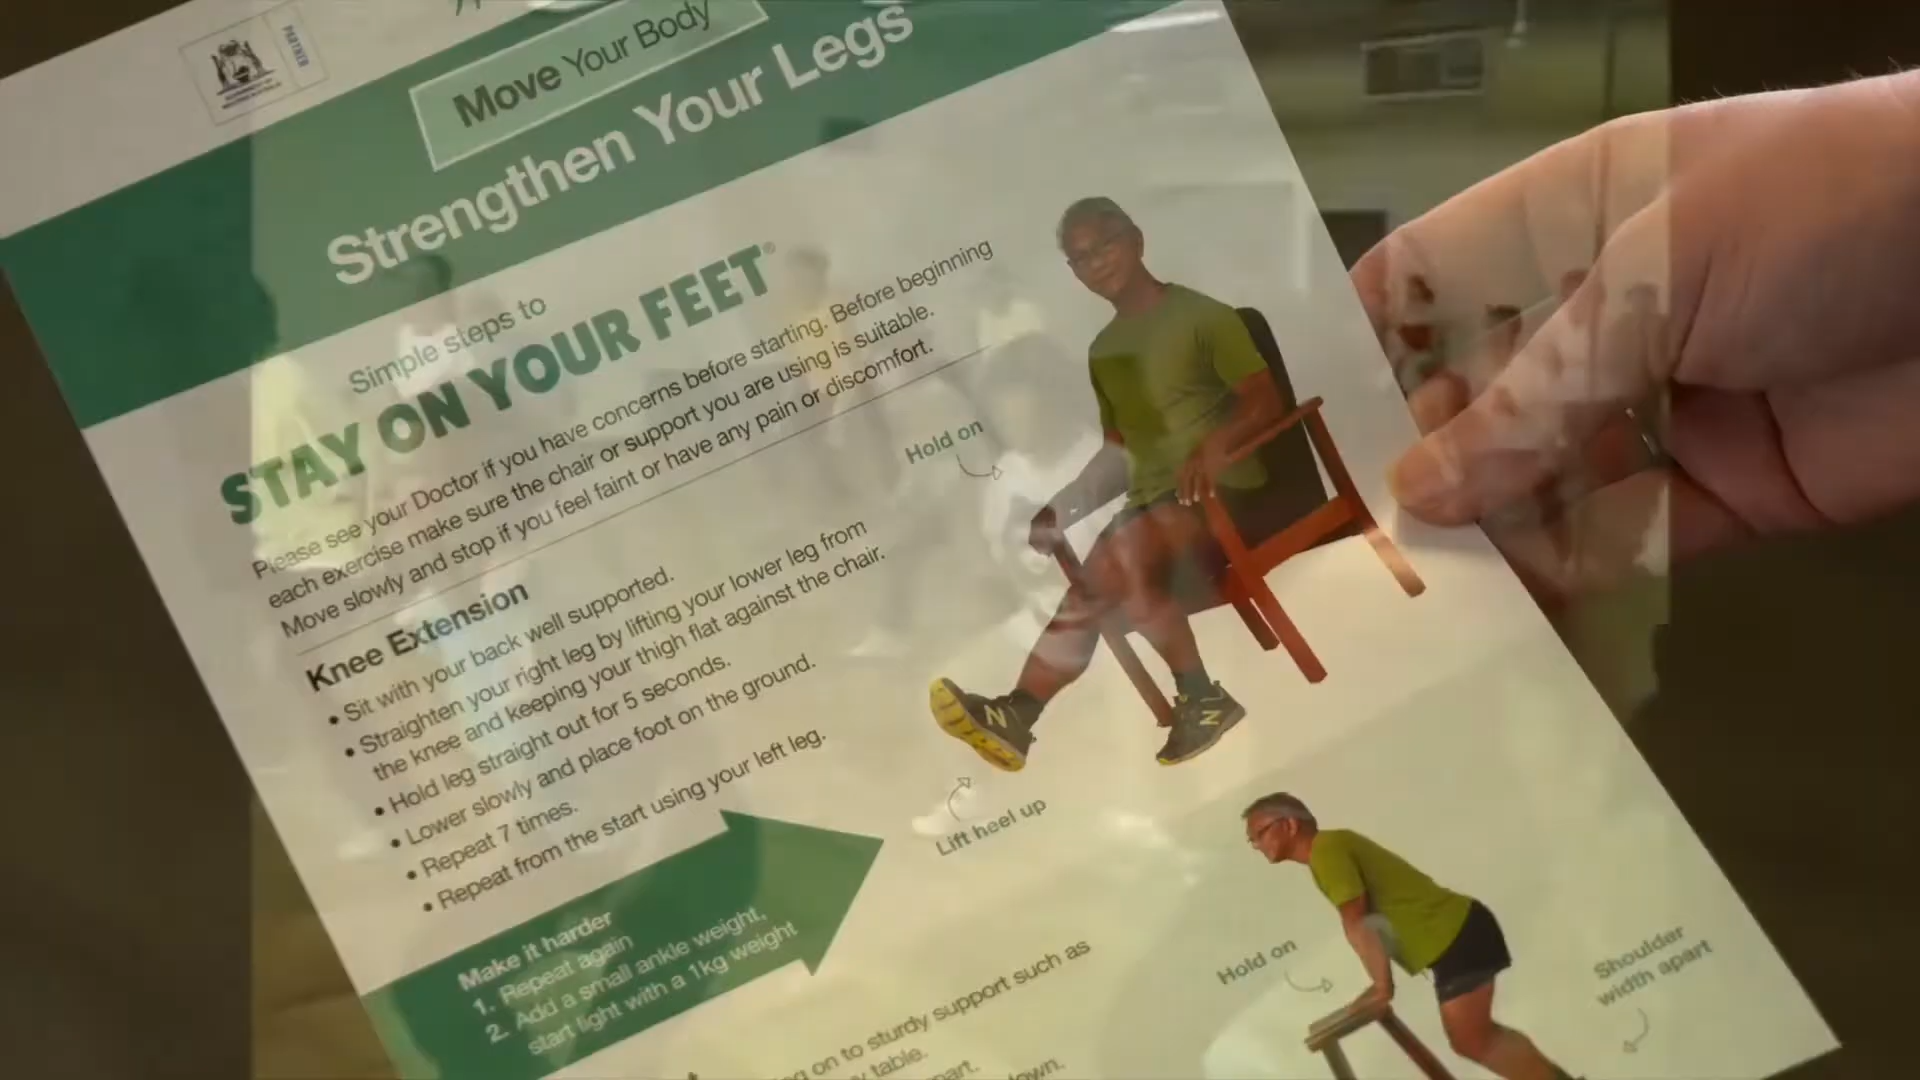 PARTNER
Move Your Body
Strengthen Your Legs
Simple steps to
STAY ON YOUR FEET®
Please see your Doctor if you have concerns before starting. Before beginning
each exercise make sure the chair or support you are using is suitable.
Move slowly and stop if you feel faint or have any pain or discomfort.
Knee Extension
• Sit with your back well supported.
• Straighten your right leg by lifting your lower leg from
the knee and keeping your thigh flat against the chair.
• Hold leg straight out for 5 seconds.
• Lower slowly and place foot on the ground.
• Repeat 7 times.
• Repeat from the start using your left leg.
Hold on
Lift heel up
Make it harder
1. Repeat again
2. Add a small ankle weight,
start light with a 1kg weight
on to sturdy support such as
table.
Hold on
Shoulder
width apart
N
N